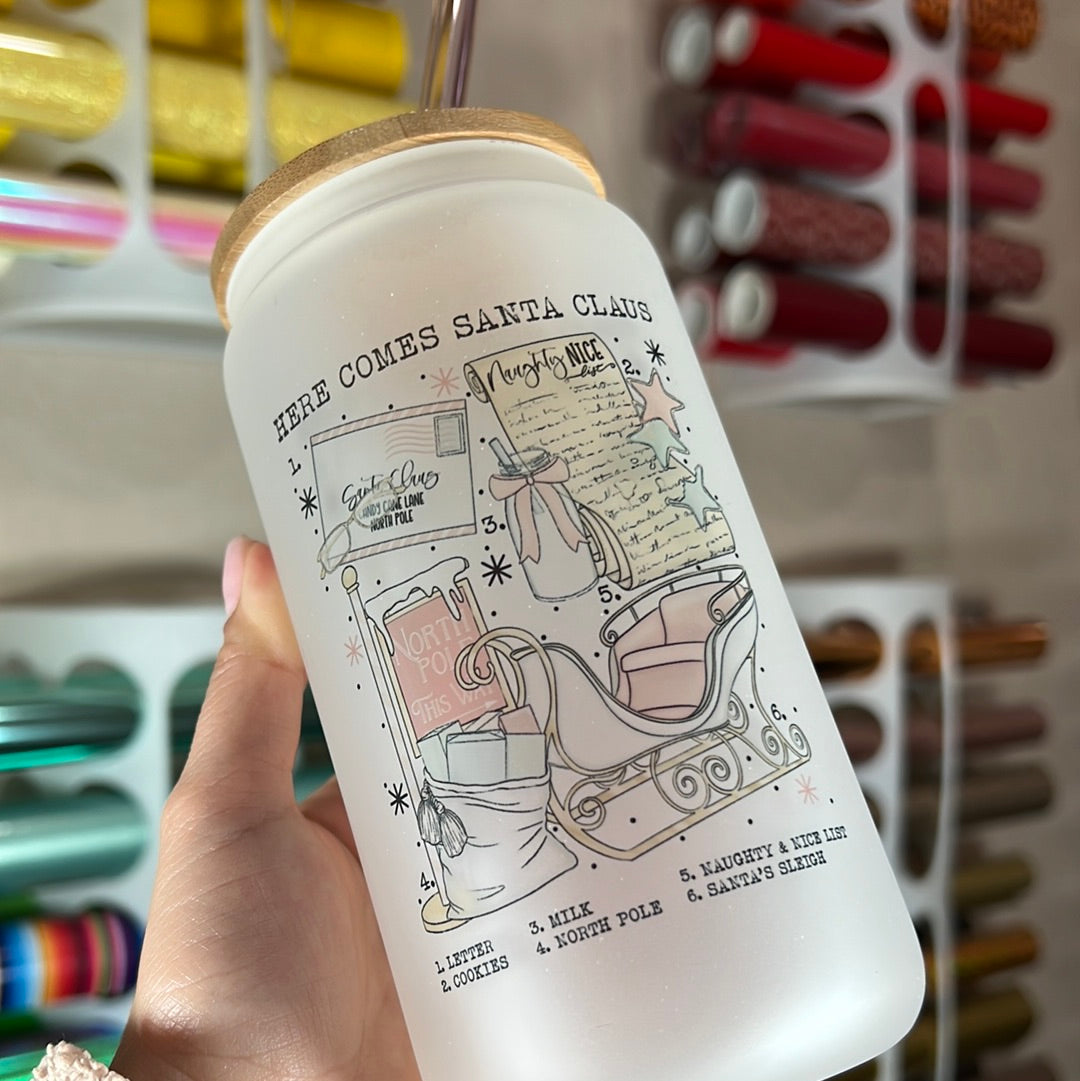 HERE COMES SANTA CLAUS
Naughty NICE
list
2.
1.
Santa Claus
CANDY CANE LANE
NORTH POLE
3.
5.
NORTH
POLE
THIS WAY
6.
4.
1. LETTER
2. COOKIES
3. MILK
4. NORTH POLE
5. NAUGHTY & NICE LIST
6. SANTA'S SLEIGH